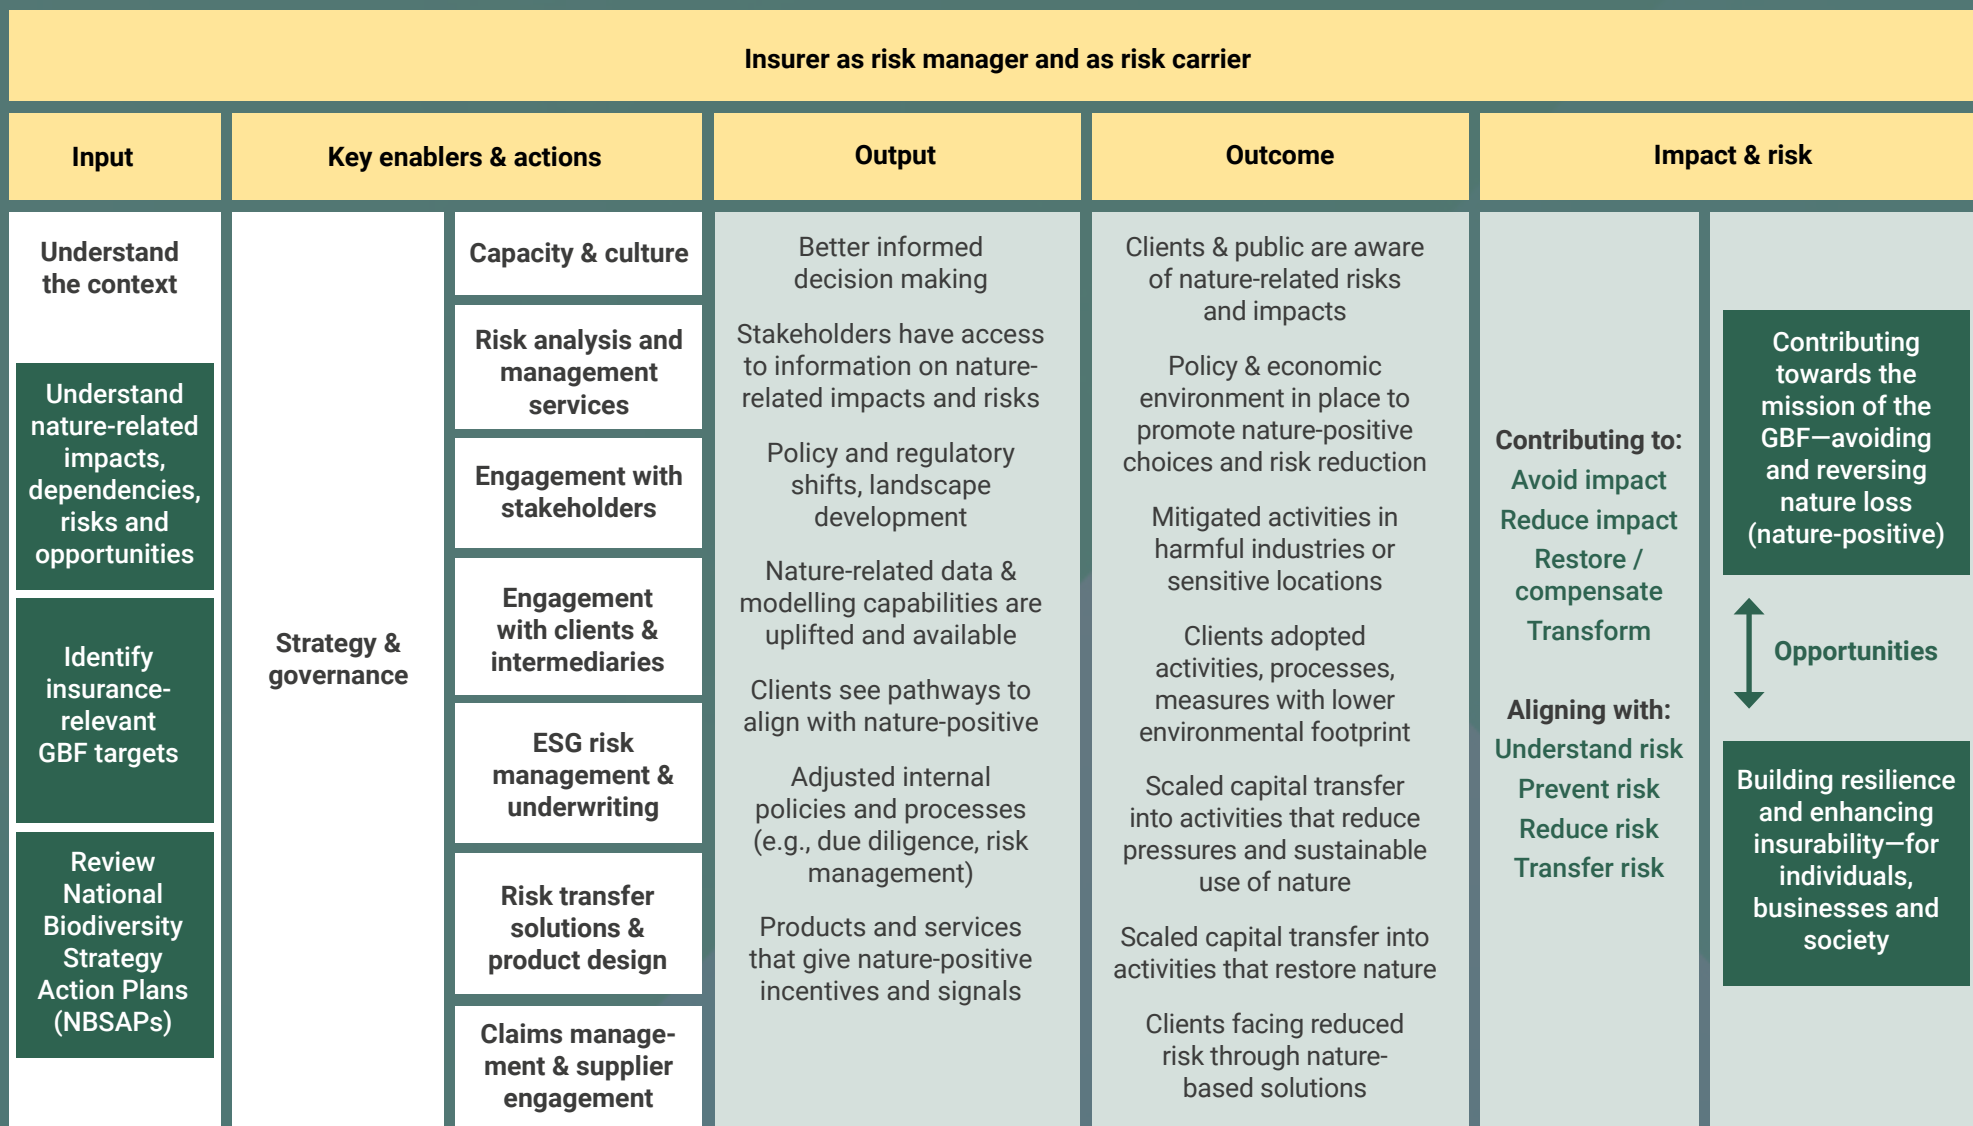 Insurer as risk manager and as risk carrier
Input
Key enablers & actions
Output
Outcome
Impact & risk
Understand
the context
Understand
nature-related
impacts,
dependencies,
risks and
opportunities
Identify
insurance-
relevant
GBF targets
Review
National
Biodiversity
Strategy
Action Plans
(NBSAPs)
Strategy &
governance
Capacity & culture
Risk analysis and
management
services
Engagement with
stakeholders
Engagement
with clients &
intermediaries
ESG risk
management &
underwriting
Risk transfer
solutions &
product design
Claims manage-
ment & supplier
engagement
Better informed
decision making
Stakeholders have access
to information on nature-
related impacts and risks
Policy and regulatory
shifts, landscape
development
Nature-related data &
modelling capabilities are
uplifted and available
Clients see pathways to
align with nature-positive
Adjusted internal
policies and processes
(e.g., due diligence, risk
management)
Products and services
that give nature-positive
incentives and signals
Clients & public are aware
of nature-related risks
and impacts
Policy & economic
environment in place to
promote nature-positive
choices and risk reduction
Mitigated activities in
harmful industries or
sensitive locations
Clients adopted
activities, processes,
measures with lower
environmental footprint
Scaled capital transfer
into activities that reduce
pressures and sustainable
use of nature
Scaled capital transfer into
activities that restore nature
Clients facing reduced
risk through nature-
based solutions
Contributing to:
Avoid impact
Reduce impact
Restore /
compensate
Transform
Aligning with:
Understand risk
Prevent risk
Reduce risk
Transfer risk
Contributing
towards the
mission of the
GBF—avoiding
and reversing
nature loss
(nature-positive)
Opportunities
Building resilience
and enhancing
insurability—for
individuals,
businesses and
society